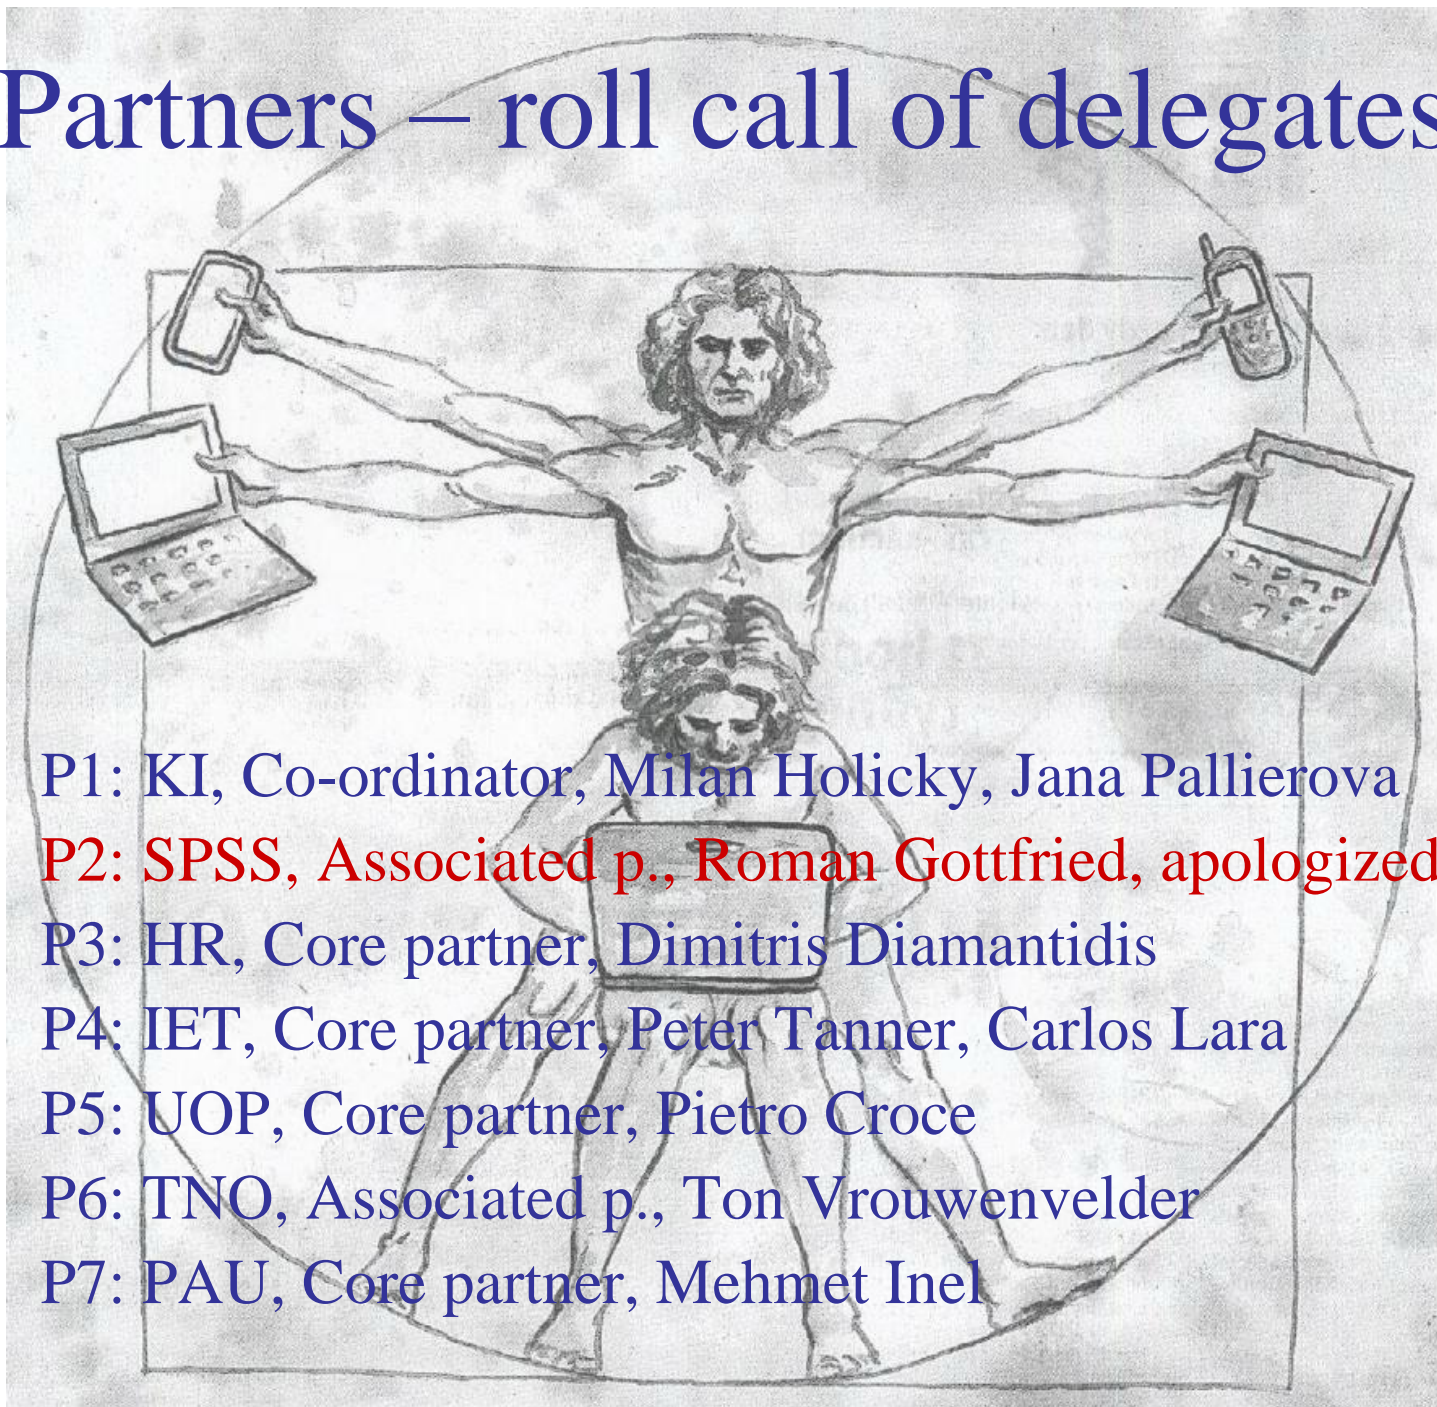 Partners – roll call of delegates
P1: KI, Co-ordinator, Milan Holicky, Jana Pallierova
P2: SPSS, Associated p., Roman Gottfried, apologized
P3: HR, Core partner, Dimitris Diamantidis
P4: IET, Core partner, Peter Tanner, Carlos Lara
P5: UOP, Core partner, Pietro Croce
P6: TNO, Associated p., Ton Vrouwenvelder
P7: PAU, Core partner, Mehmet Inel